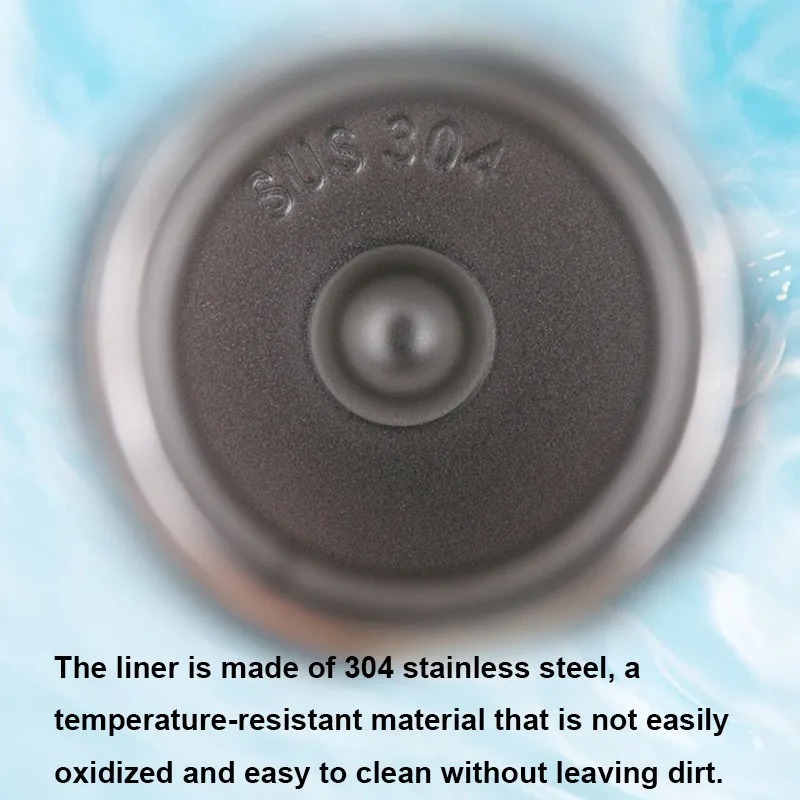 SUS 304
The liner is made of 304 stainless steel, a
temperature-resistant material that is not easily
oxidized and easy to clean without leaving dirt.